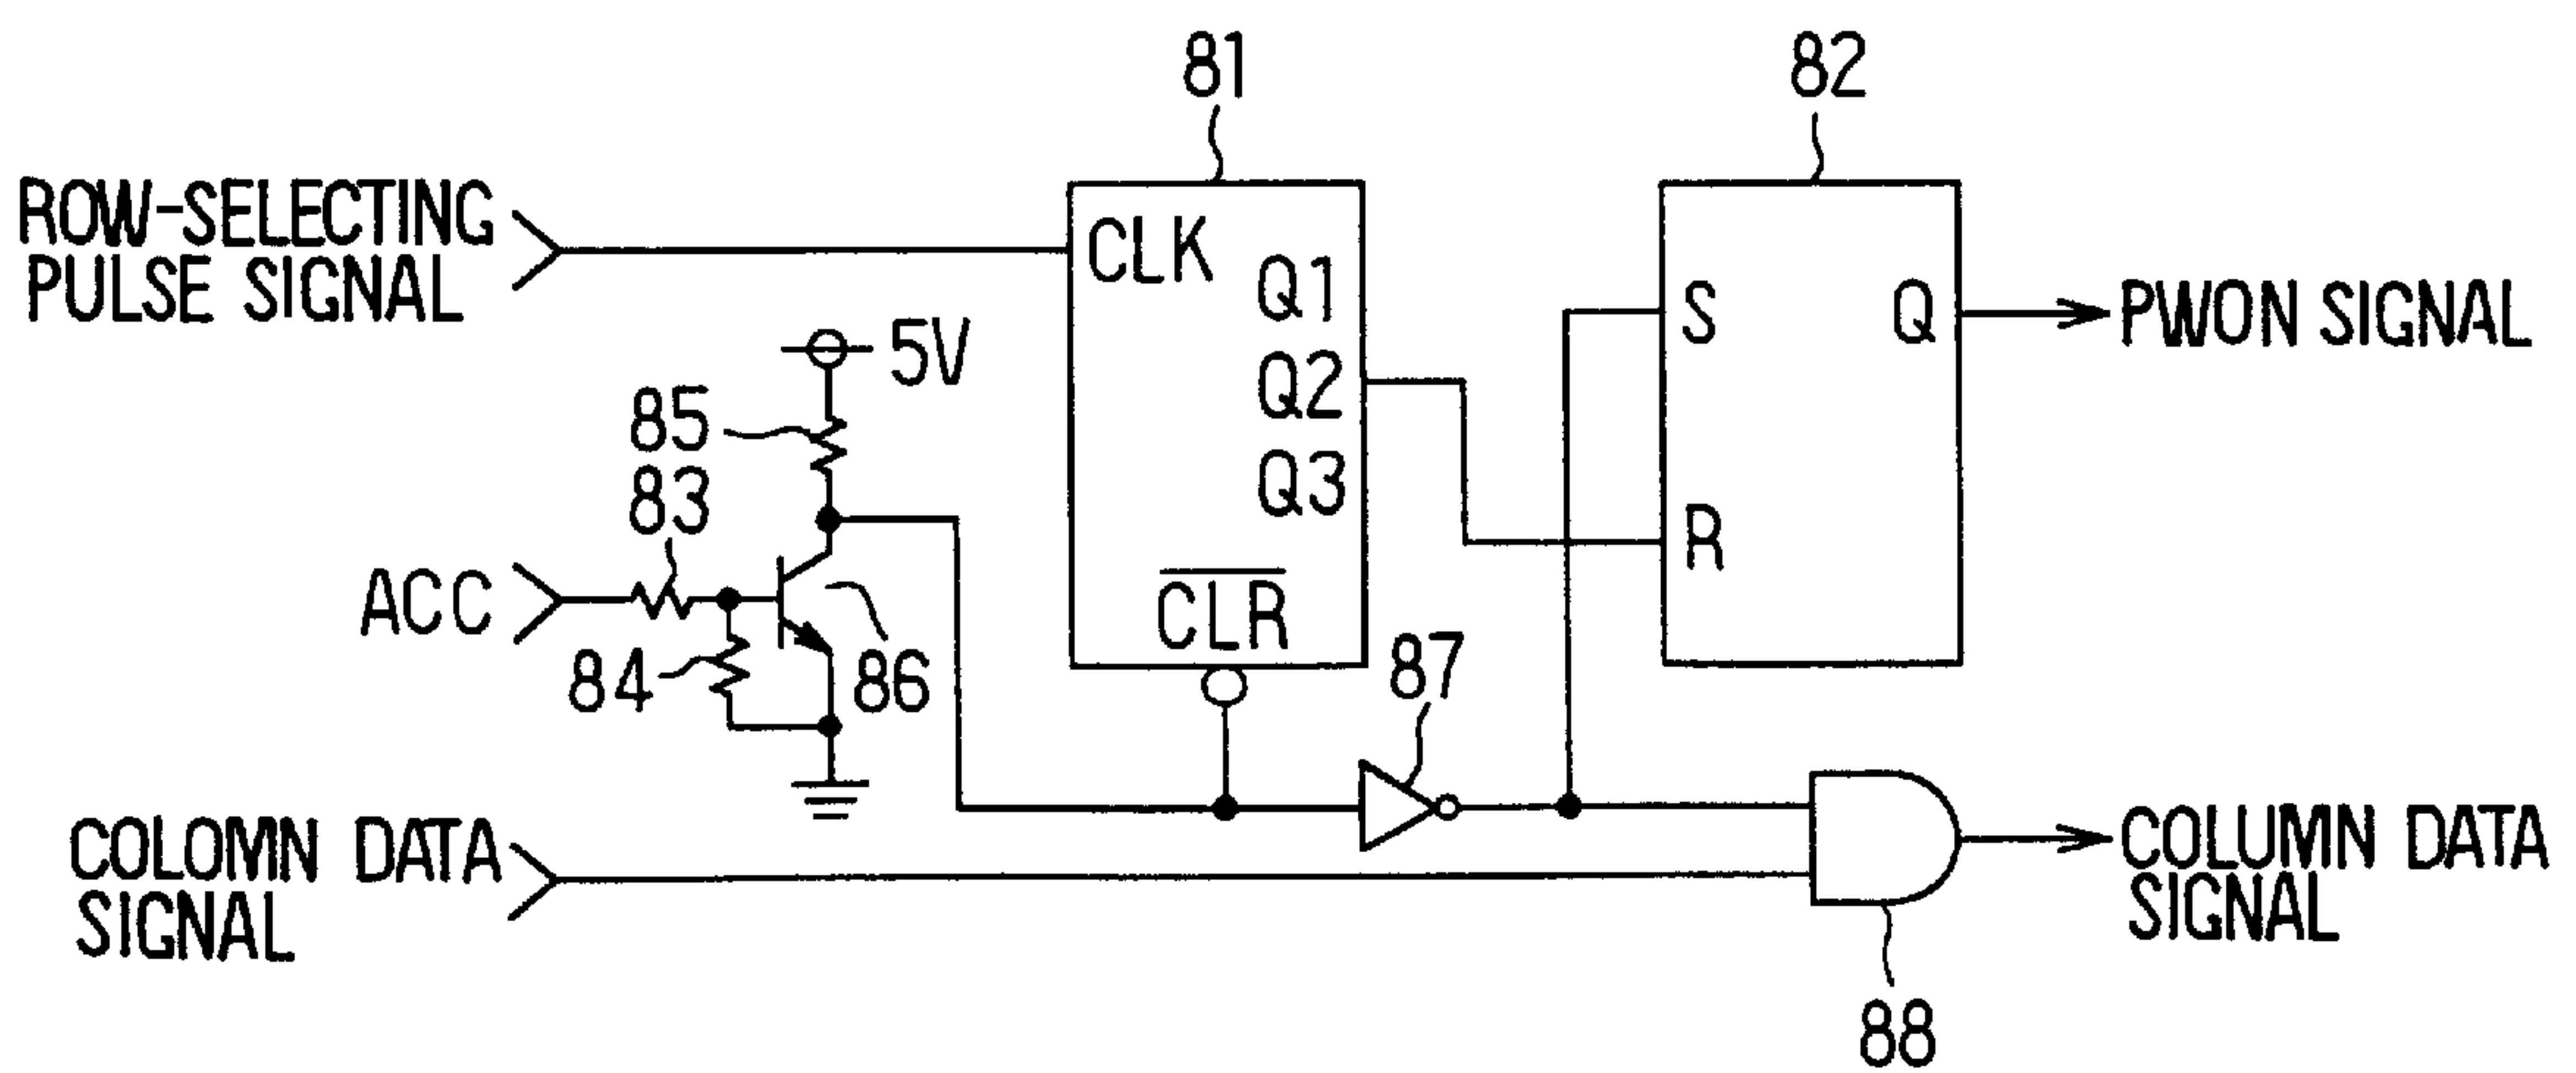 81
82
ROW-SELECTING
PULSE SIGNAL
CLK
Q1
S
Q
PWON SIGNAL
5V
Q2
85
83
Q3
R
ACC
CLR
84
86
87
COLOMN DATA
SIGNAL
COLUMN DATA
SIGNAL
88